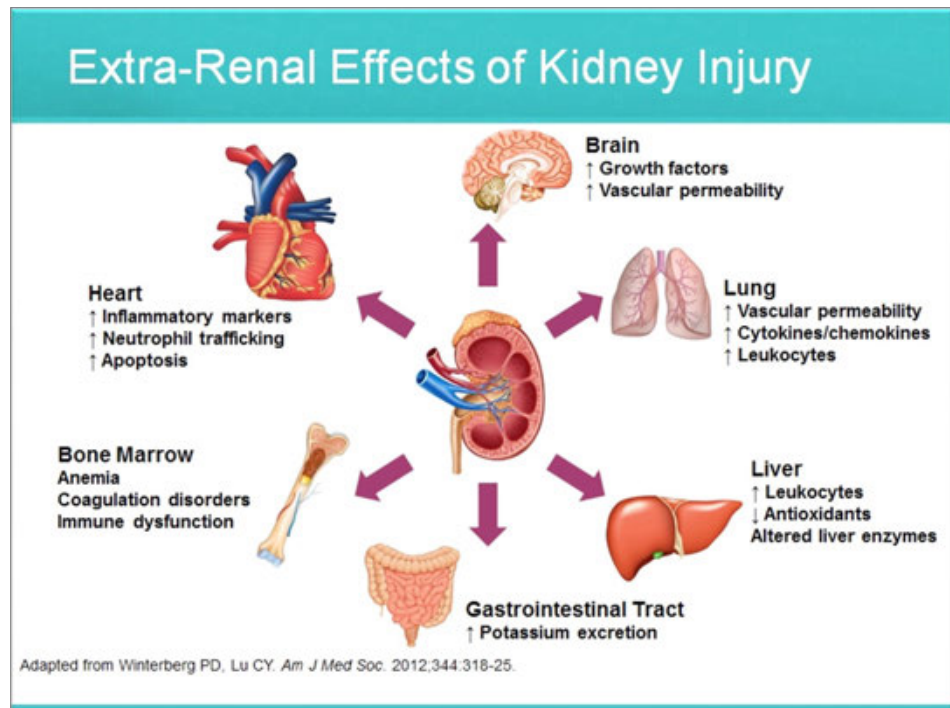 Extra-Renal Effects of Kidney Injury
Brain
↑ Growth factors
↑ Vascular permeability
Heart
↑ Inflammatory markers
↑ Neutrophil trafficking
↑ Apoptosis
Lung
↑ Vascular permeability
↑ Cytokines/chemokines
↑ Leukocytes
Bone Marrow
Anemia
Coagulation disorders
Immune dysfunction
Liver
↑ Leukocytes
↓ Antioxidants
Altered liver enzymes
Gastrointestinal Tract
↑ Potassium excretion
Adapted from Winterberg PD, Lu CY. Am J Med Soc. 2012;344:318-25.